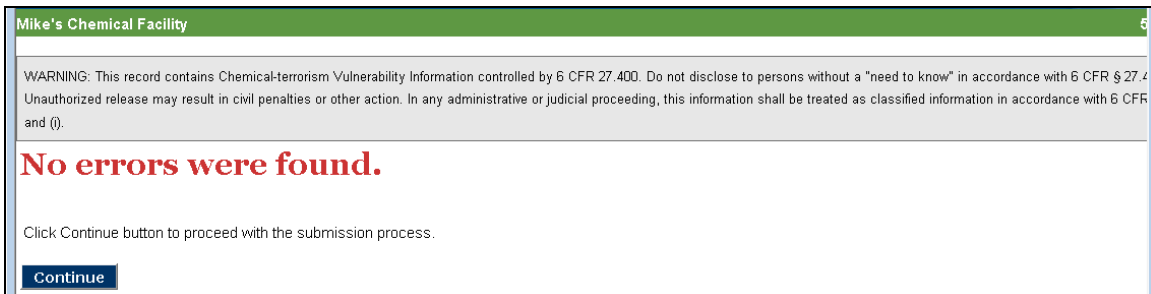 Mike's Chemical Facility 5
WARNING: This record contains Chemical-terrorism Vulnerability Information controlled by 6 CFR 27.400. Do not disclose to persons without a "need to know" in accordance with 6 CFR § 27.4
Unauthorized release may result in civil penalties or other action. In any administrative or judicial proceeding, this information shall be treated as classified information in accordance with 6 CFR
and (i).
No errors were found.
Click Continue button to proceed with the submission process.
Continue